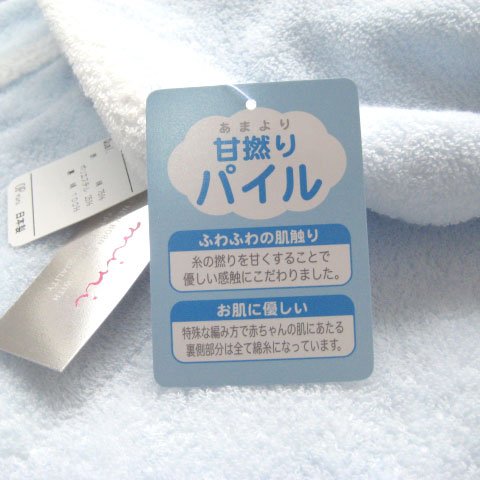 あまより
甘撚り
パイル
ふわふわの肌触り
糸の撚りを甘くすることで
優しい感触にこだわりました。
お肌に優しい
特殊な編み方で赤ちゃんの肌にあたる
裏側部分は全て綿糸になっています。
日本製
mini